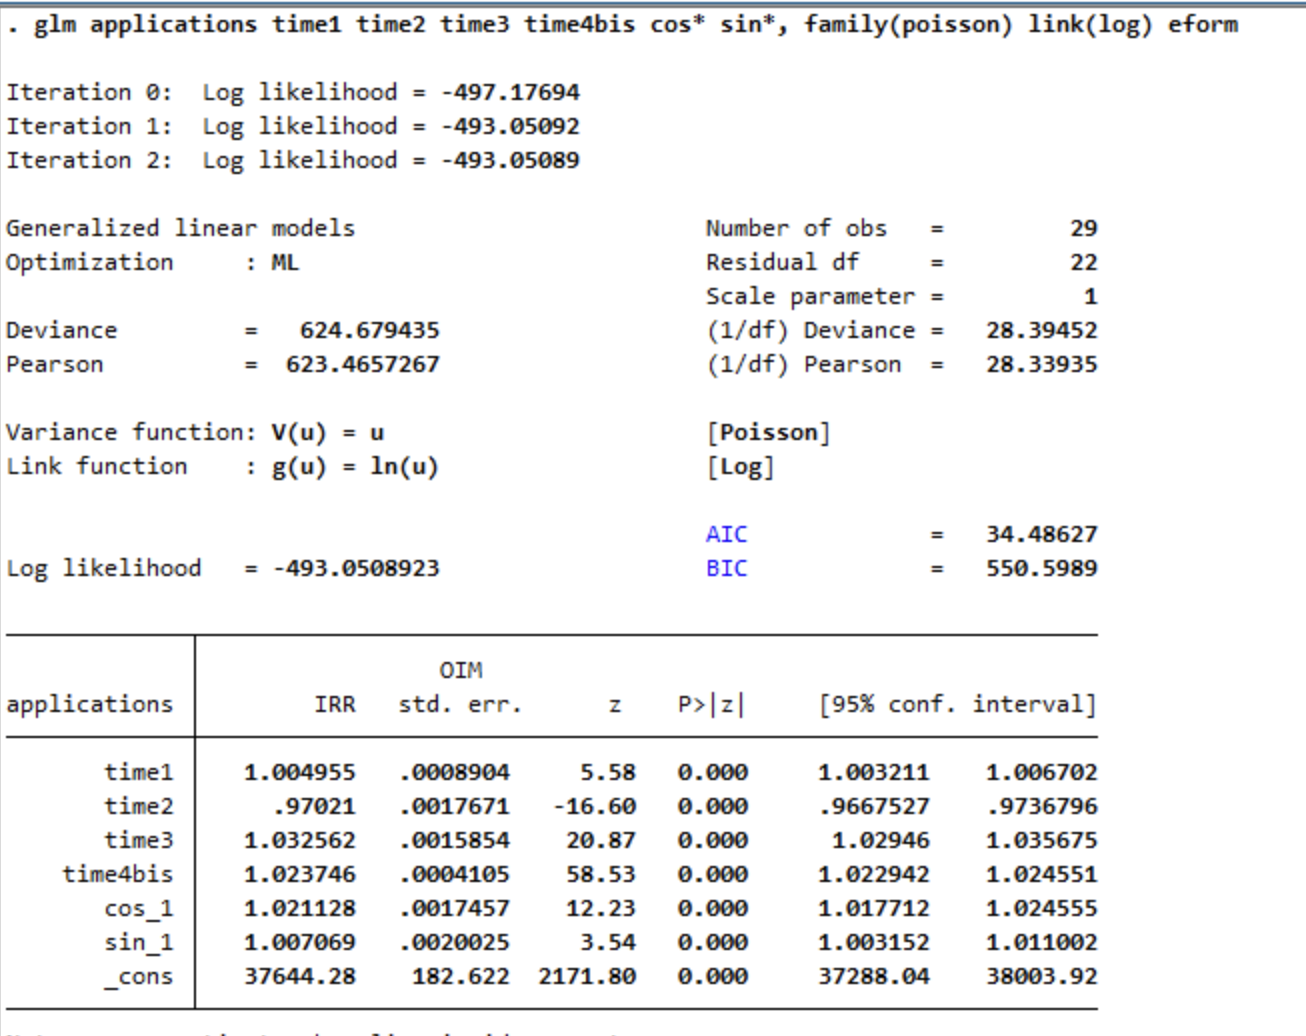 . glm applications time1 time2 time3 time4bis cos* sin*, family(poisson) link(log) eform
Iteration 0:  Log likelihood = -497.17694
Iteration 1:  Log likelihood = -493.05092
Iteration 2:  Log likelihood = -493.05089
Generalized linear models                         Number of obs   =         29
Optimization     : ML                             Residual df     =         22
                                                  Scale parameter =          1
Deviance         =   624.679435                   (1/df) Deviance =   28.39452
Pearson          =  623.4657267                   (1/df) Pearson  =   28.33935
Variance function: V(u) = u                       [Poisson]
Link function    : g(u) = ln(u)                   [Log]
                                                  AIC             =   34.48627
Log likelihood   = -493.0508923                   BIC             =   550.5989
OIM
applications          IRR   std. err.      z    P>|z|     [95% conf. interval]
time1     1.004955   .0008904     5.58   0.000     1.003211    1.006702
time2       .97021   .0017671   -16.60   0.000     .9667527    .9736796
time3     1.032562   .0015854    20.87   0.000      1.02946    1.035675
time4bis     1.023746   .0004105    58.53   0.000     1.022942    1.024551
cos_1     1.021128   .0017457    12.23   0.000     1.017712    1.024555
sin_1     1.007069   .0020025     3.54   0.000     1.003152    1.011002
_cons     37644.28    182.622  2171.80   0.000     37288.04    38003.92